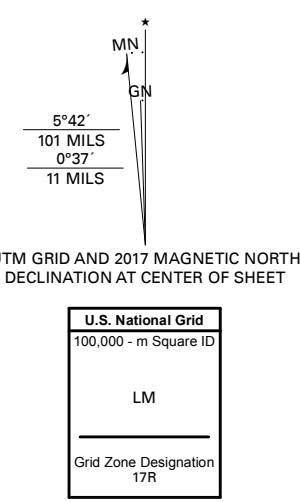 ★
MN
GN
5°42´
101 MILS
0°37´
11 MILS
UTM GRID AND 2017 MAGNETIC NORTH
DECLINATION AT CENTER OF SHEET
U.S. National Grid
100,000 - m Square ID
LM
Grid Zone Designation
17R